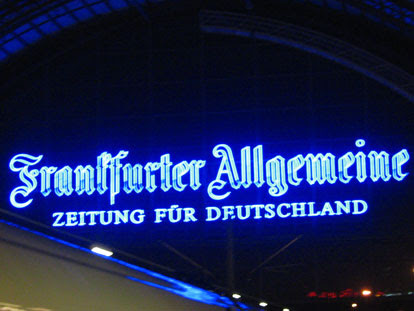 Frankfurter Allgemeine
ZEITUNG FÜR DEUTSCHLAND